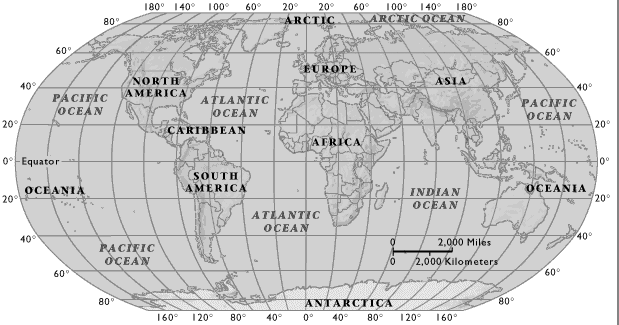 180° 140° 100° 60° 20° 0° 20° 60° 100° 140° 180°
80° ARCTIC ARCTIC OCEAN 80°
60° 60°
EUROPE
NORTH ASIA
40° AMERICA 40°
PACIFIC ATLANTIC PACIFIC
OCEAN OCEAN OCEAN
20° CARIBBEAN 20°
AFRICA
0° Equator 0°
SOUTH
OCEANIA AMERICA INDIAN OCEANIA
20° OCEAN 20°
ATLANTIC
OCEAN
40° 0 2,000 Miles 40°
PACIFIC
OCEAN 0 2,000 Kilometers
60° 60°
80° ANTARCTICA 80°
160° 120° 80° 60° 40° 0° 40° 80° 120° 160°